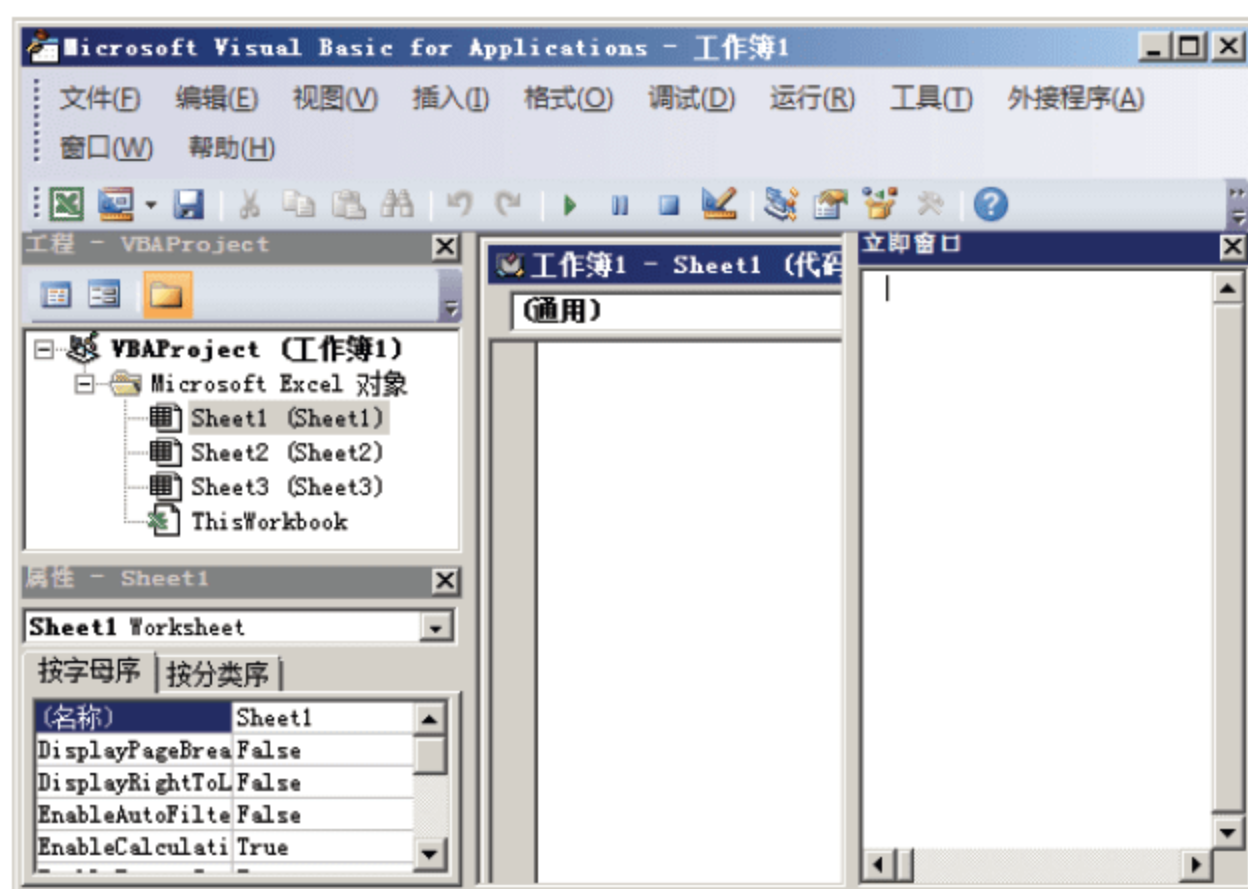 Microsoft Visual Basic for Applications - 工作簿1
文件(F) 编辑(E) 视图(V) 插入(I) 格式(O) 调试(D) 运行(R) 工具(T) 外接程序(A)
窗口(W) 帮助(H)
工程 - VBAProject
VBAProject (工作簿1)
Microsoft Excel 对象
Sheet1 (Sheet1)
Sheet2 (Sheet2)
Sheet3 (Sheet3)
ThisWorkbook
属性 - Sheet1
Sheet1 Worksheet
按字母序 按分类序
(名称) Sheet1
DisplayPageBrea False
DisplayRightToL False
EnableAutoFilte False
EnableCalculati True
工作簿1 - Sheet1 (代码
(通用)
立即窗口